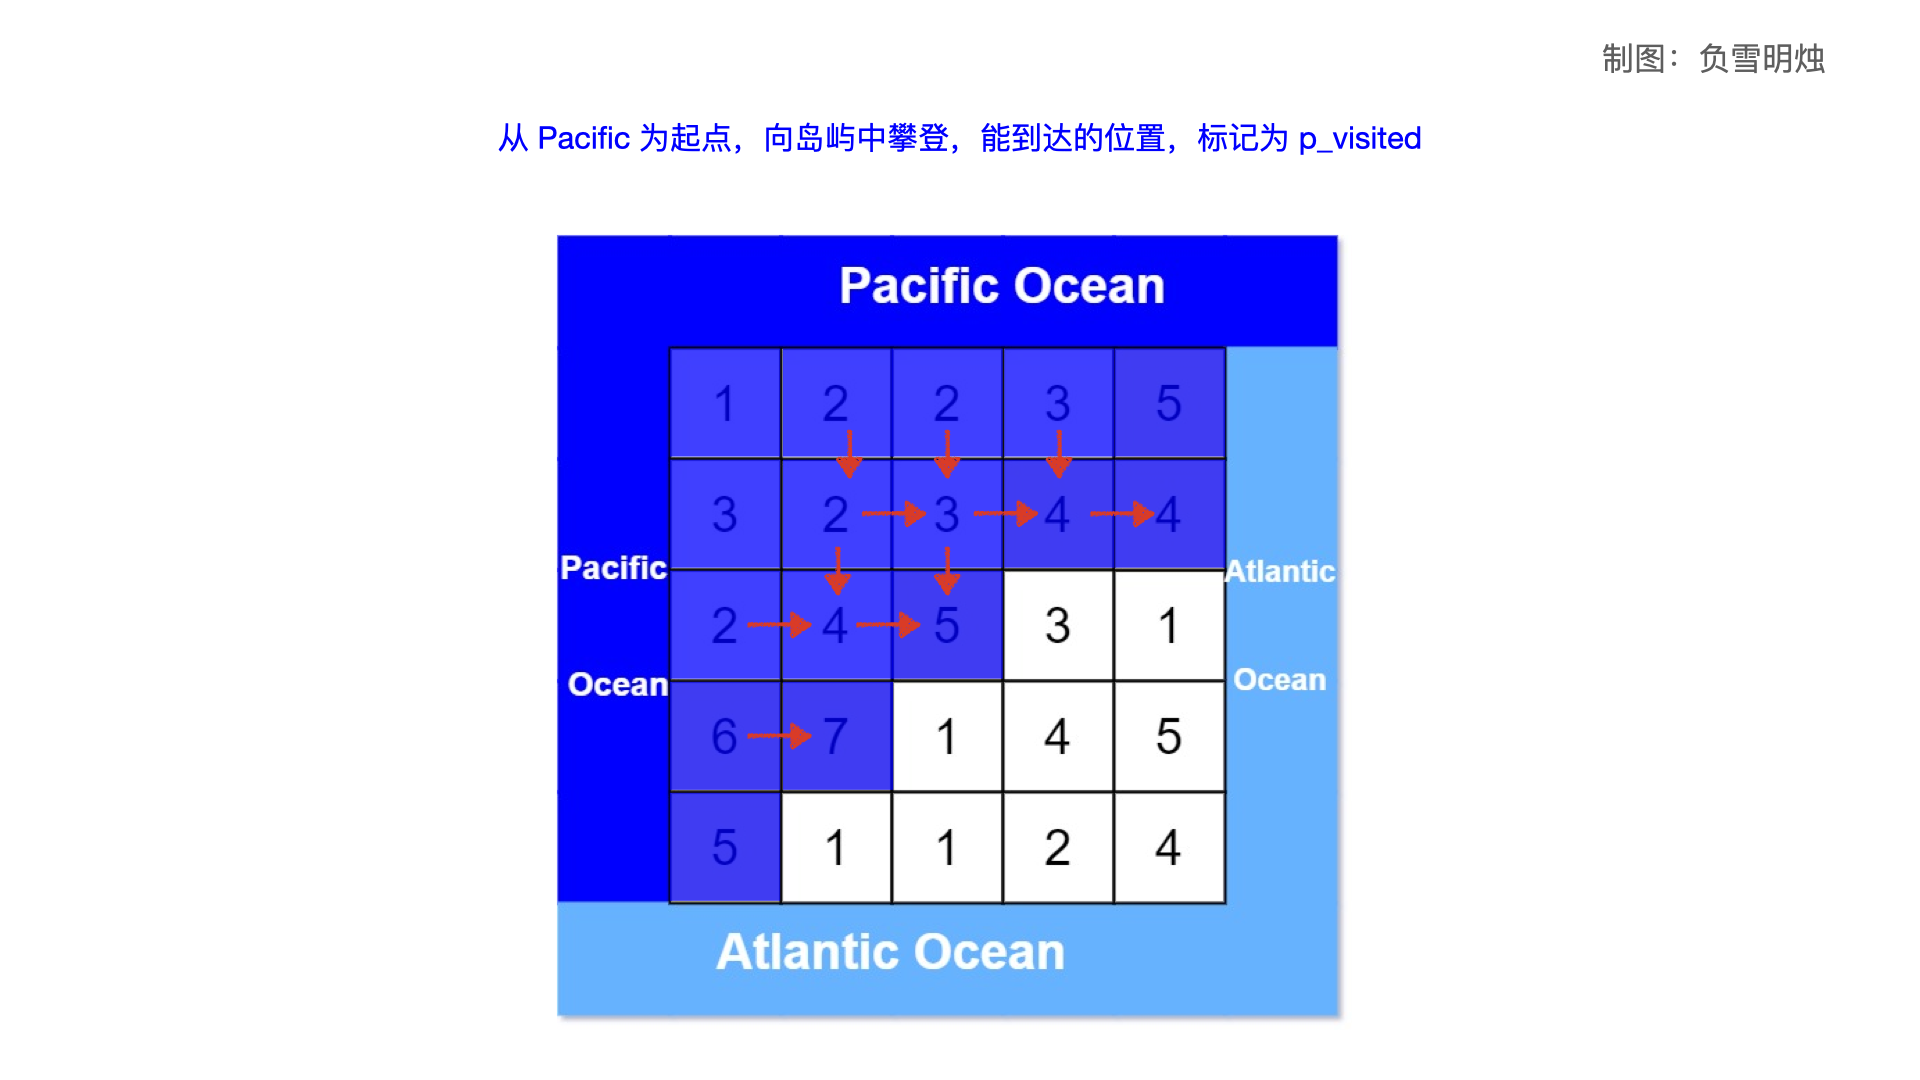 制图：负雪明烛
从 Pacific 为起点，向岛屿中攀登，能到达的位置，标记为 p_visited
Pacific Ocean
1 2 2 3 5
3 2 3 4 4
Pacific
Atlantic
2 4 5 3 1
Ocean
Ocean
6 7 1 4 5
5 1 1 2 4
Atlantic Ocean